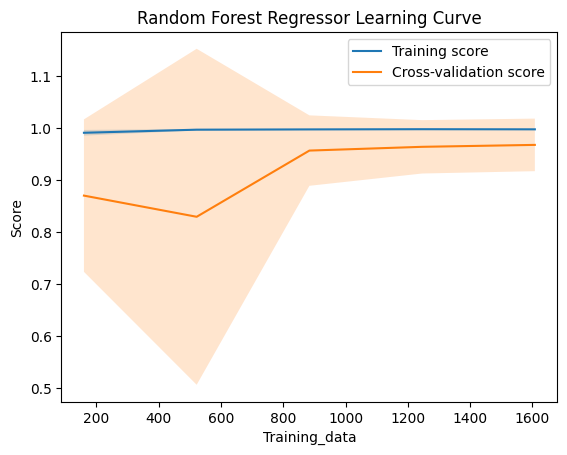 Random Forest Regressor Learning Curve
Training score
Cross-validation score
1.1
1.0
0.9
0.8
0.7
0.6
0.5
Score
200 400 600 800 1000 1200 1400 1600
Training_data